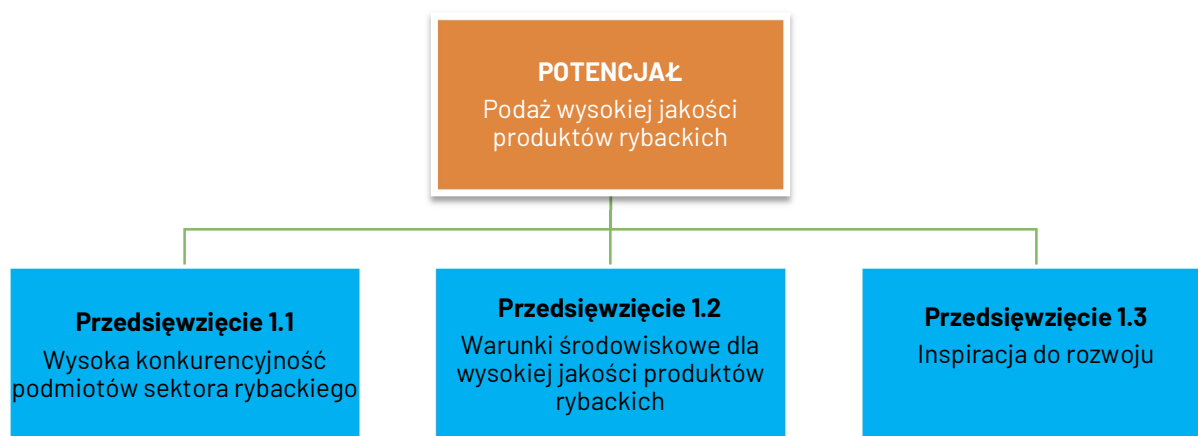 POTENCJAŁ
Podaż wysokiej jakości
produktów rybackich
Przedsięwzięcie 1.1
Wysoka konkurencyjność
podmiotów sektora rybackiego
Przedsięwzięcie 1.2
Warunki środowiskowe dla
wysokiej jakości produktów
rybackich
Przedsięwzięcie 1.3
Inspiracja do rozwoju